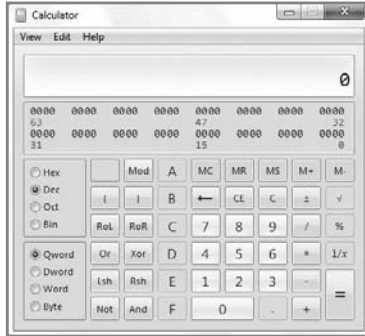 Calculator
View Edit Help
0
0000 0000 0000 0000 0000 0000 0000 0000
63 47 32
0000 0000 0000 0000 0000 0000 0000 0000
31 15 0
Hex Mod A MC MR MS M+ M-
Dec ( ) B ← CE C ± √
Oct
Bin RoL RoR C 7 8 9 / %
Qword Or Xor D 4 5 6 * 1/x
Dword
Word Lsh Rsh E 1 2 3 - =
Byte Not And F 0 . +